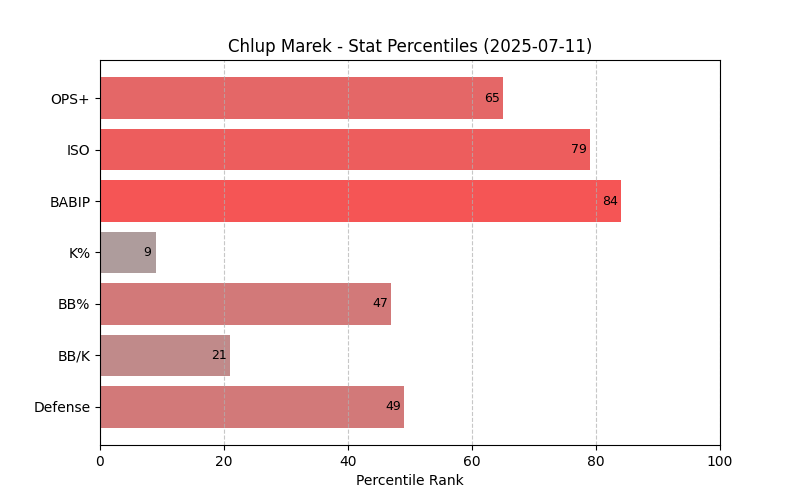 Chlup Marek - Stat Percentiles (2025-07-11)
OPS+ 65
ISO 79
BABIP 84
K% 9
BB% 47
BB/K 21
Defense 49
0 20 40 60 80 100
Percentile Rank